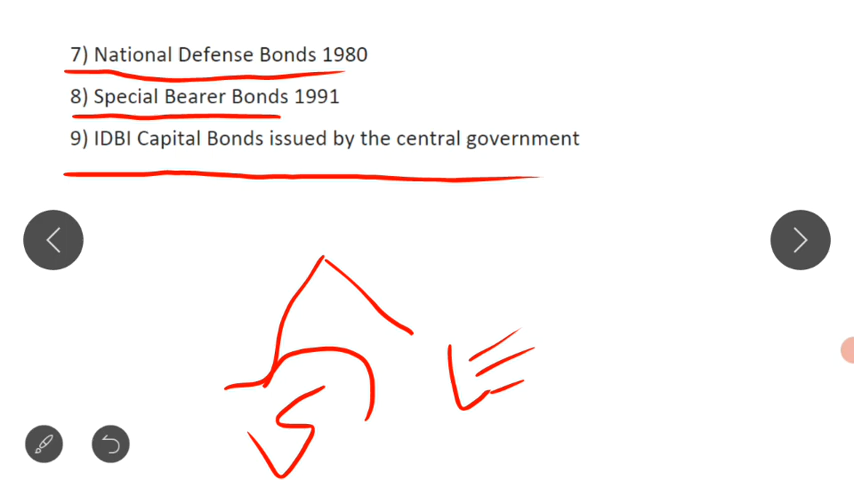 7) National Defense Bonds 1980
8) Special Bearer Bonds 1991
9) IDBI Capital Bonds issued by the central government